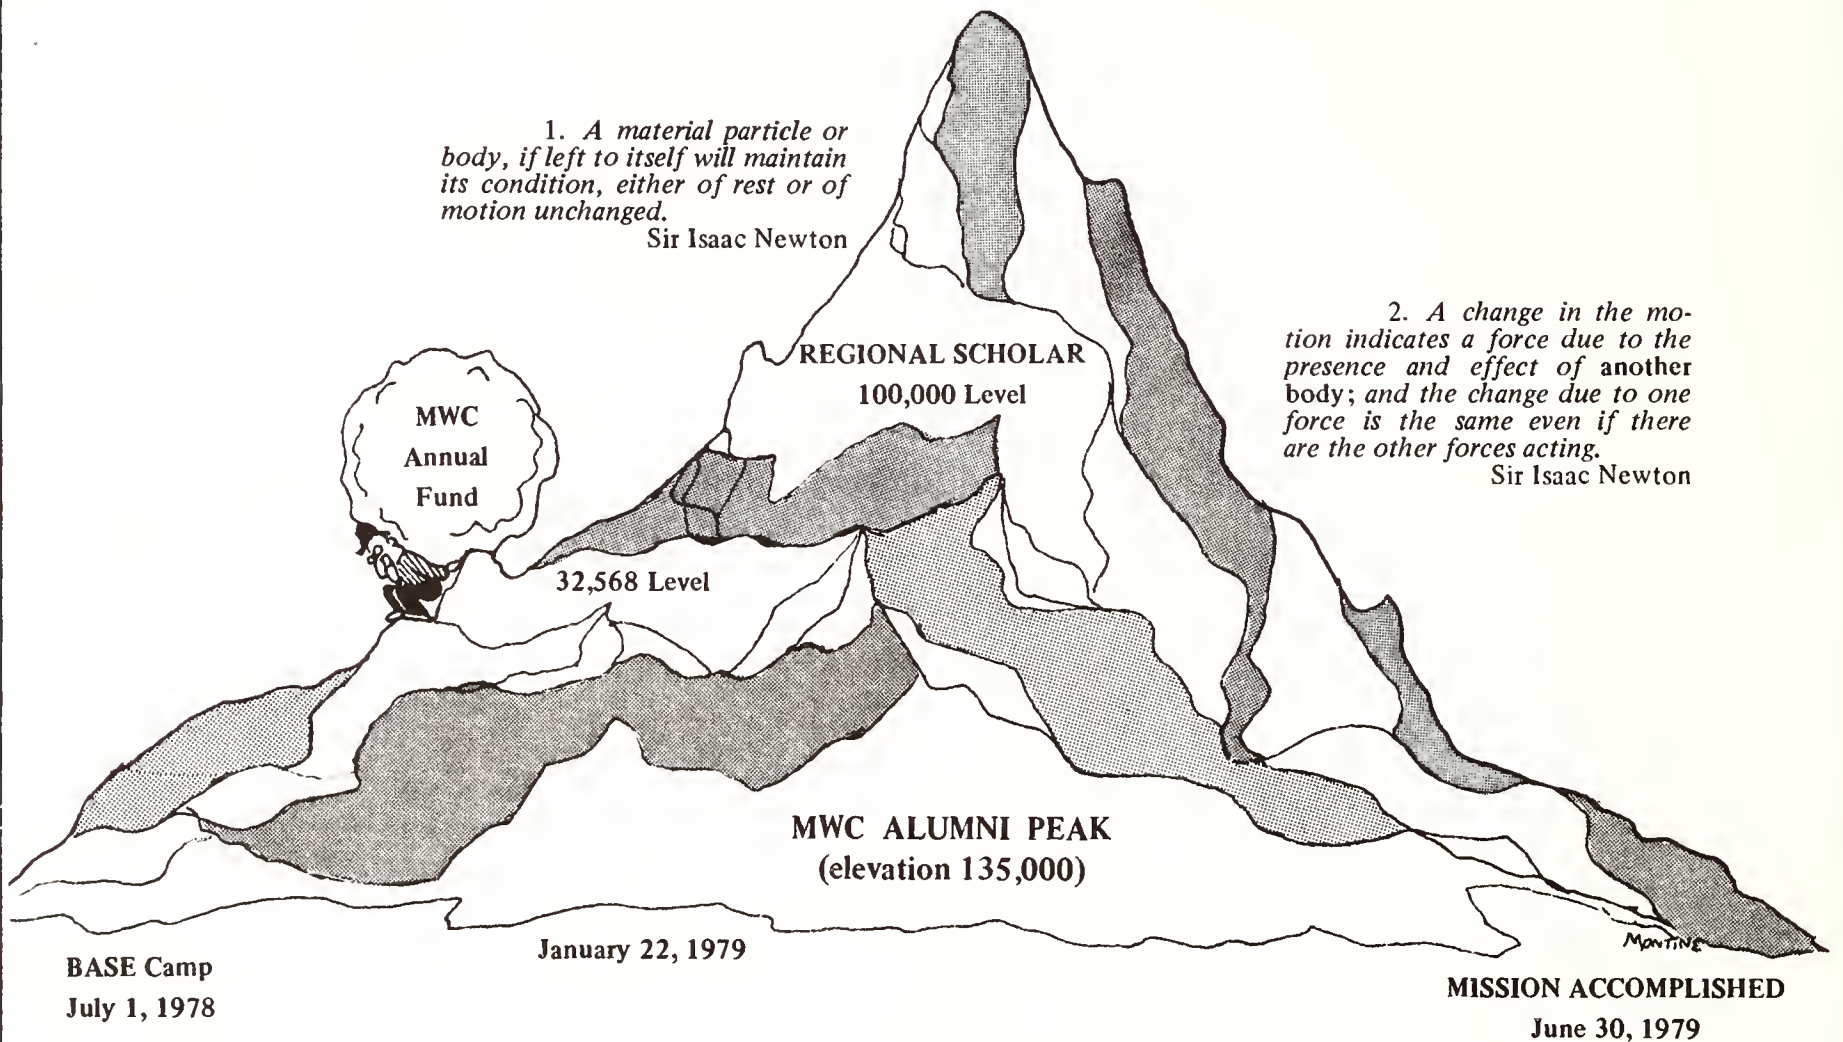 1. A material particle or
body, if left to itself will maintain
its condition, either of rest or of
motion unchanged.
Sir Isaac Newton
2. A change in the mo-
tion indicates a force due to the
presence and effect of another
body; and the change due to one
force is the same even if there
are the other forces acting.
Sir Isaac Newton
REGIONAL SCHOLAR
100,000 Level
MWC
Annual
Fund
32,568 Level
MWC ALUMNI PEAK
(elevation 135,000)
MONTINE
BASE Camp
July 1, 1978
January 22, 1979
MISSION ACCOMPLISHED
June 30, 1979